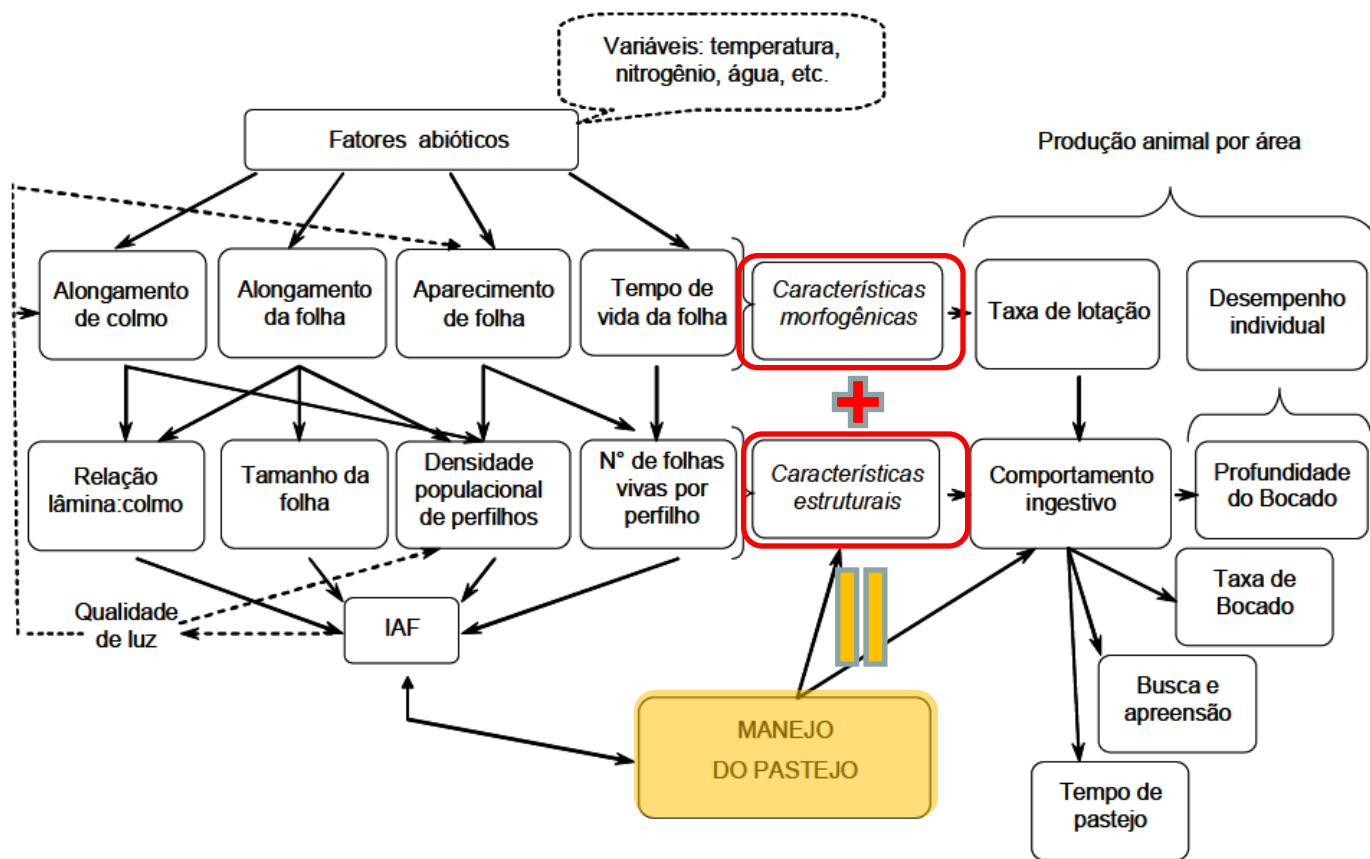 Variáveis: temperatura,
nitrogênio, água, etc.
Fatores abióticos
Produção animal por área
Alongamento
de colmo
Alongamento
da folha
Aparecimento
de folha
Tempo de
vida da folha
Características
morfogênicas
Taxa de lotação
Desempenho
individual
Relação
lâmina:colmo
Tamanho da
folha
Densidade
populacional
de perfilhos
N° de folhas
vivas por
perfilho
Características
estruturais
Comportamento
ingestivo
Profundidade
do Bocado
Taxa de
Bocado
Qualidade
de luz
IAF
Busca e
apreensão
MANEJO
DO PASTEJO
Tempo de
pastejo